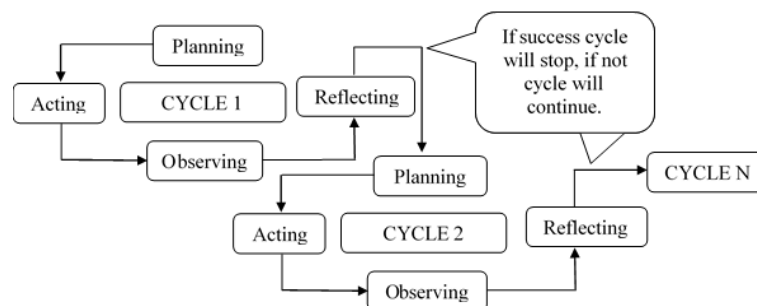 Planning
Acting
CYCLE 1
Reflecting
Observing
If success cycle
will stop, if not
cycle will
continue.
Planning
CYCLE N
Acting
CYCLE 2
Reflecting
Observing